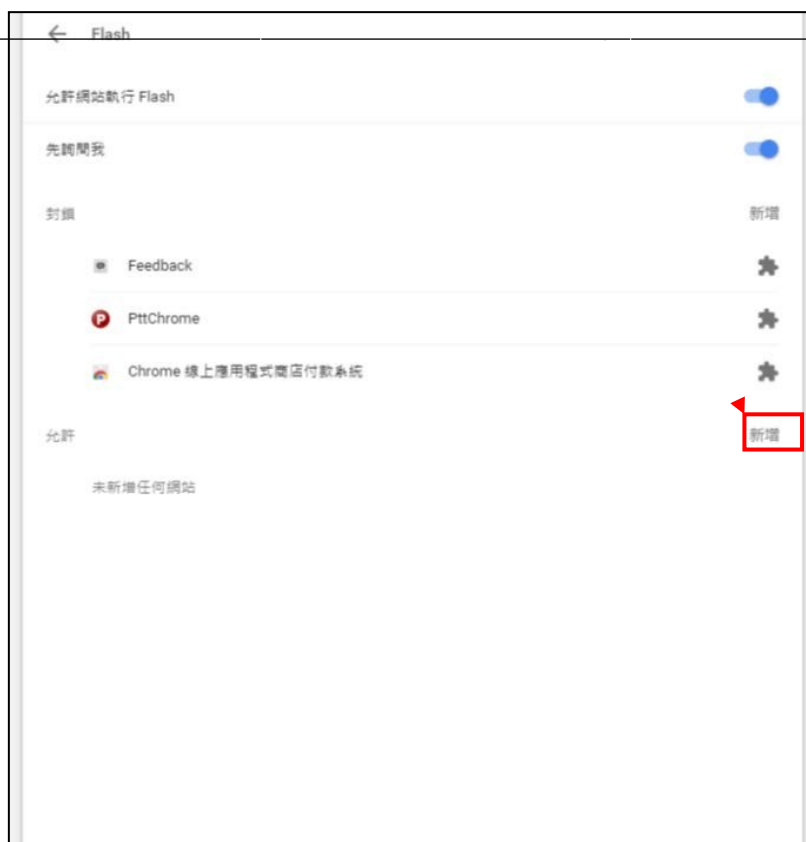 Flash
允許網站執行 Flash
先詢問我
封鎖 新增
Feedback
PttChrome
Chrome 線上應用程式商店付款系統
允許 新增
未新增任何網站